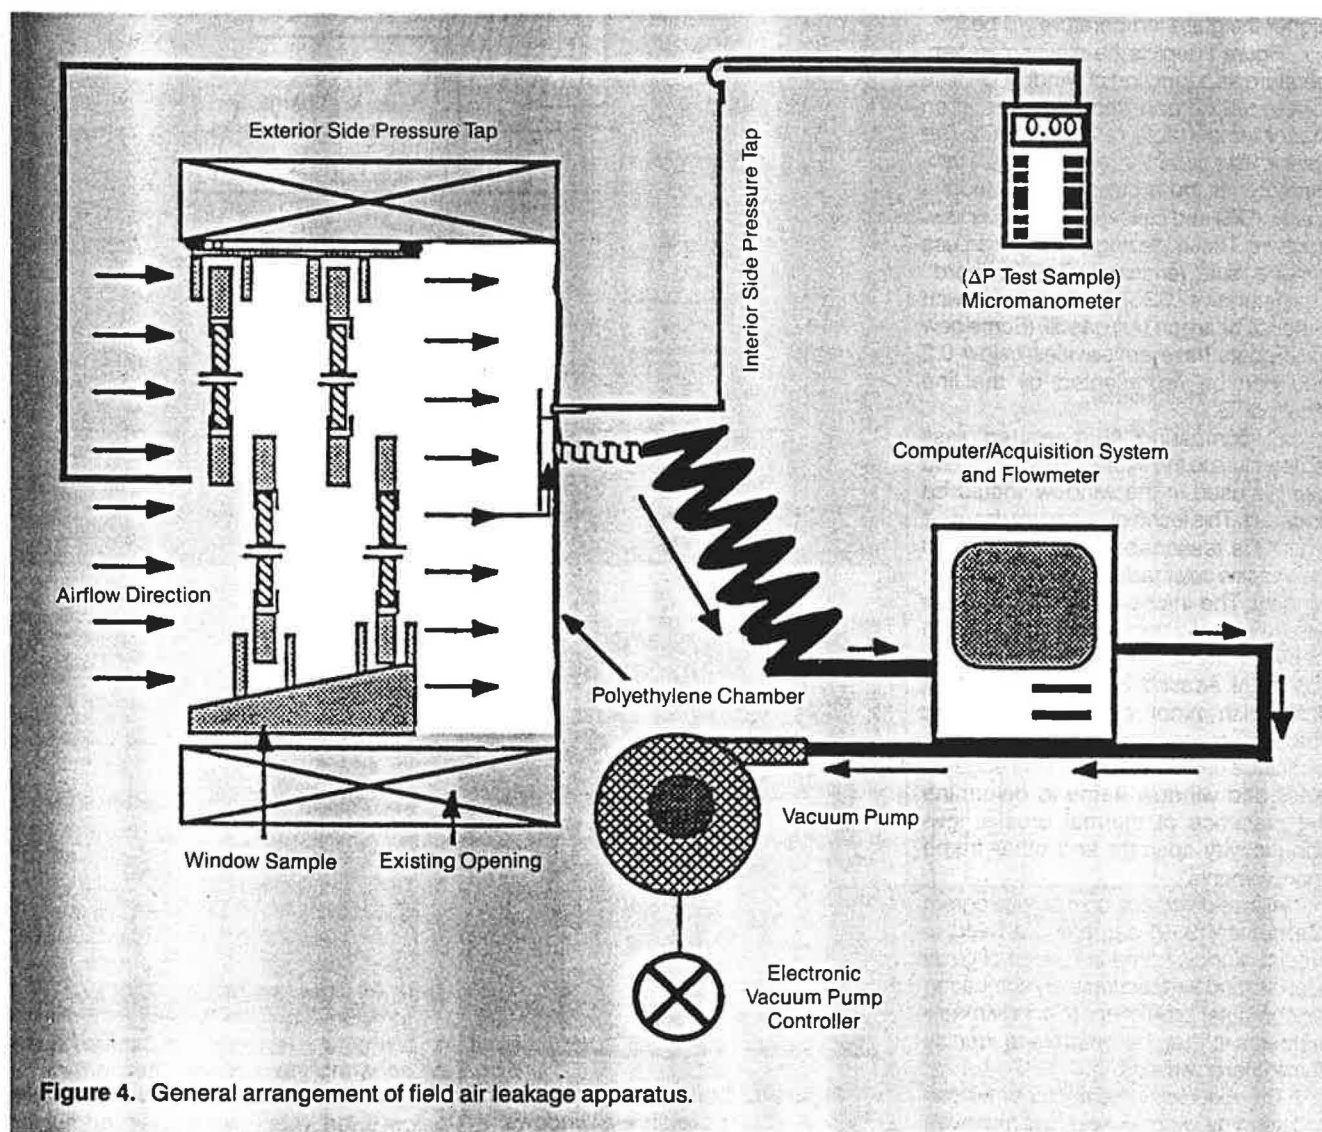 Exterior Side Pressure Tap
Interior Side Pressure Tap
0.00
(ΔP Test Sample)
Micromanometer
Computer/Acquisition System
and Flowmeter
Airflow Direction
Polyethylene Chamber
Vacuum Pump
Window Sample
Existing Opening
Electronic
Vacuum Pump
Controller
Figure 4. General arrangement of field air leakage apparatus.